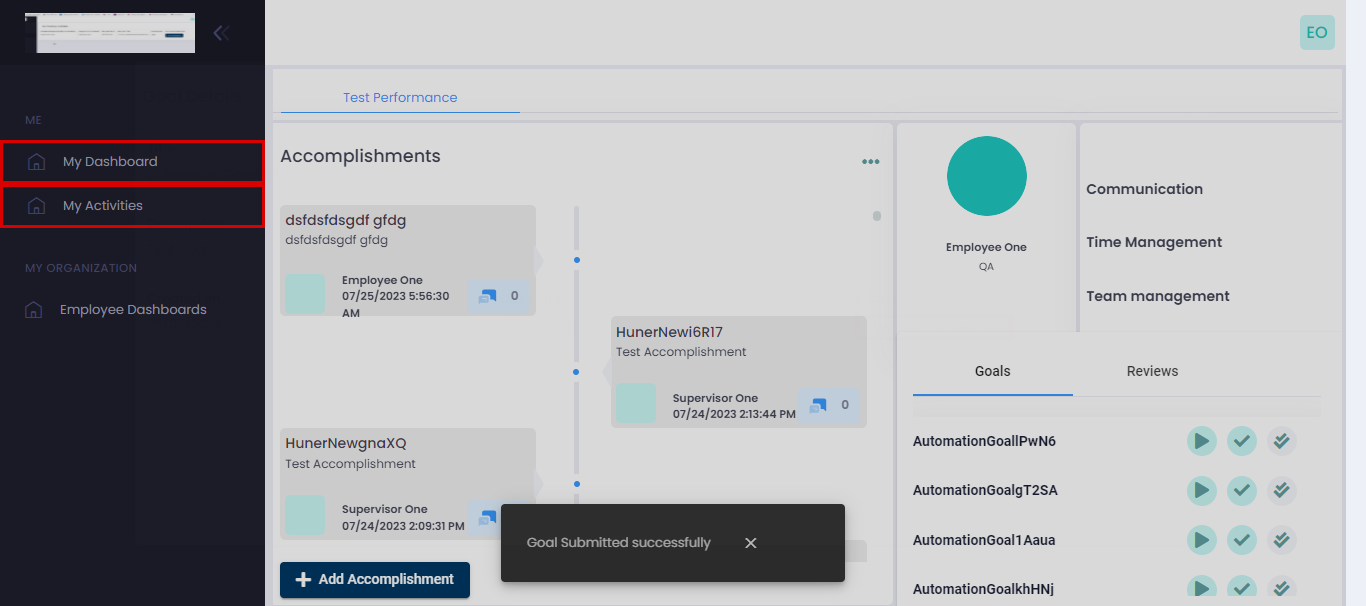 EO
ME
My Dashboard
My Activities
MY ORGANIZATION
Employee Dashboards
Test Performance
Accomplishments
dsfdsfdsgdf gfdg
dsfdsfdsgdf gfdg
Employee One
07/25/2023 5:56:30
AM
0
HunerNewi6R17
Test Accomplishment
Supervisor One
07/24/2023 2:13:44 PM
0
HunerNewgnaXQ
Test Accomplishment
Supervisor One
07/24/2023 2:09:31 PM
Add Accomplishment
Goal Submitted successfully
Employee One
QA
Communication
Time Management
Team management
Goals
Reviews
AutomationGoallPwN6
AutomationGoalgT2SA
AutomationGoal1Aaua
AutomationGoalkhHNj